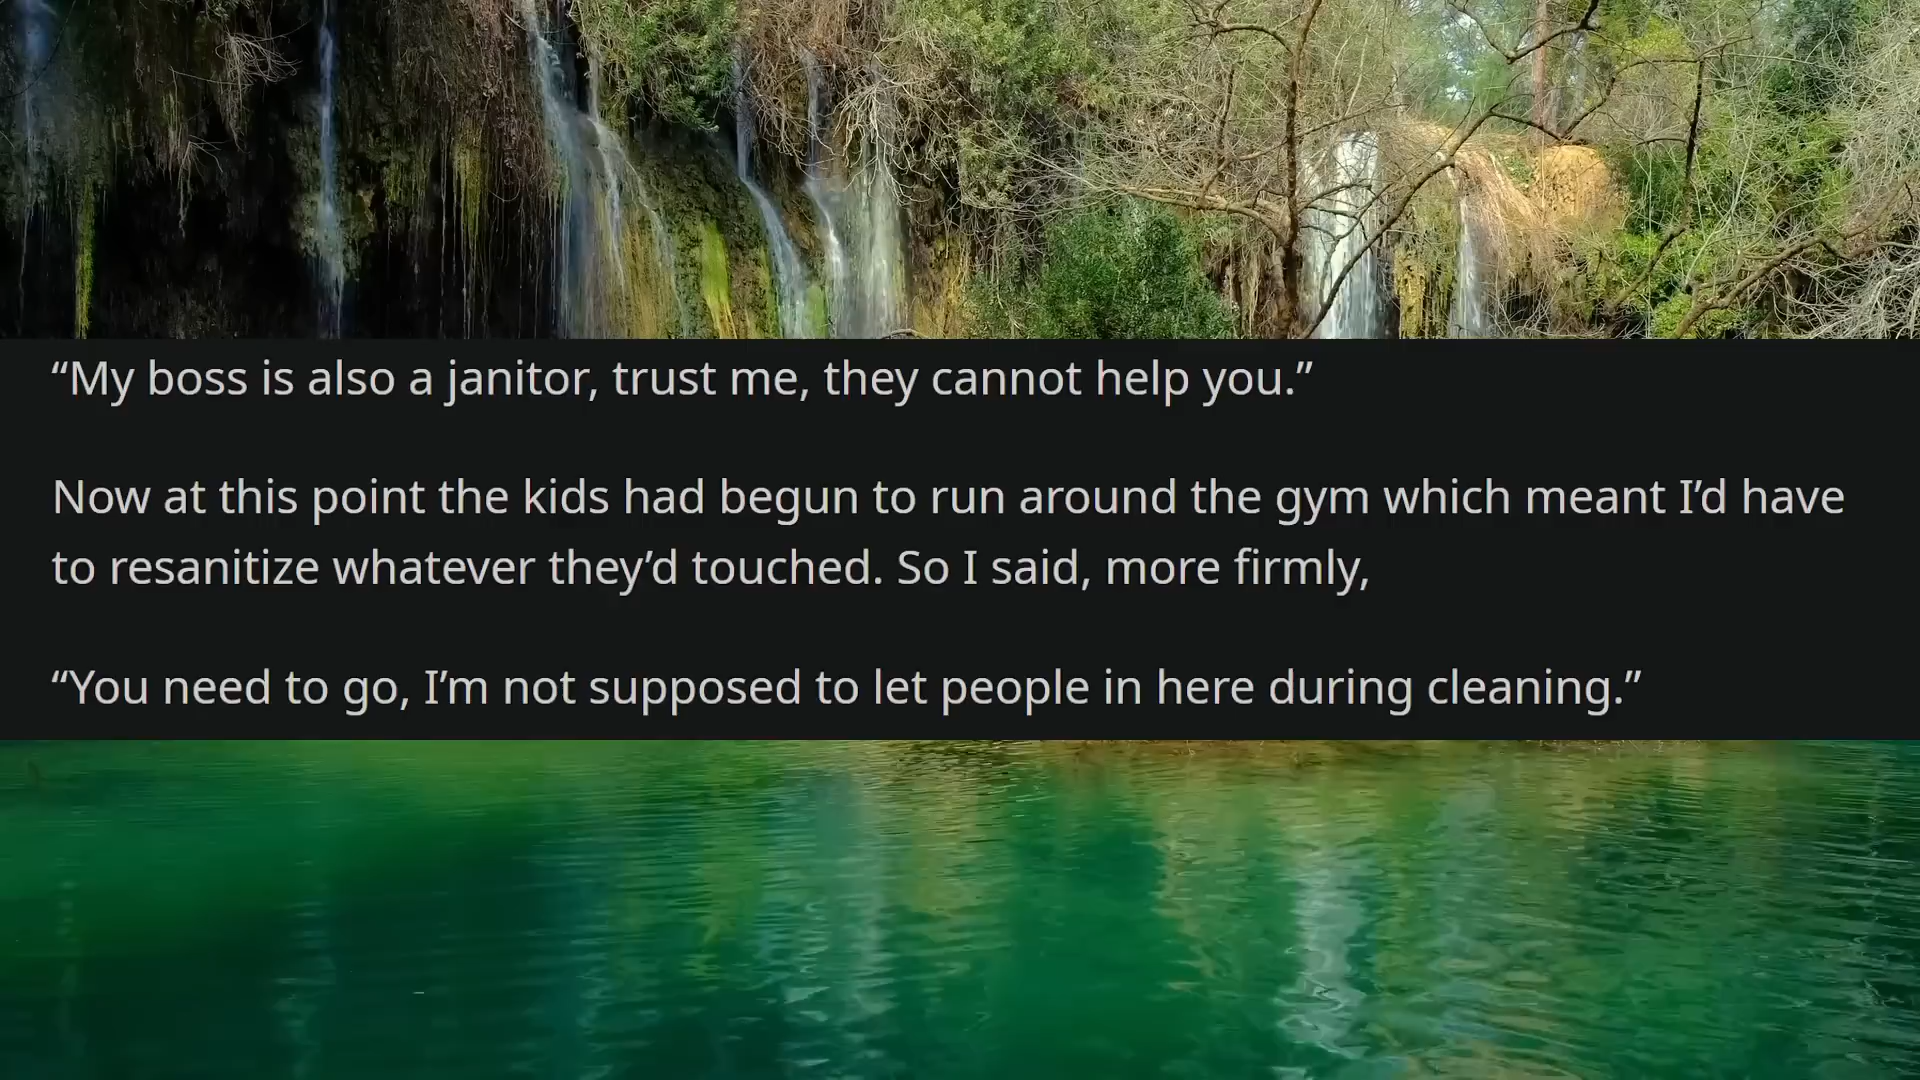 “My boss is also a janitor, trust me, they cannot help you.”
Now at this point the kids had begun to run around the gym which meant I’d have
to resanitize whatever they’d touched. So I said, more firmly,
“You need to go, I’m not supposed to let people in here during cleaning.”